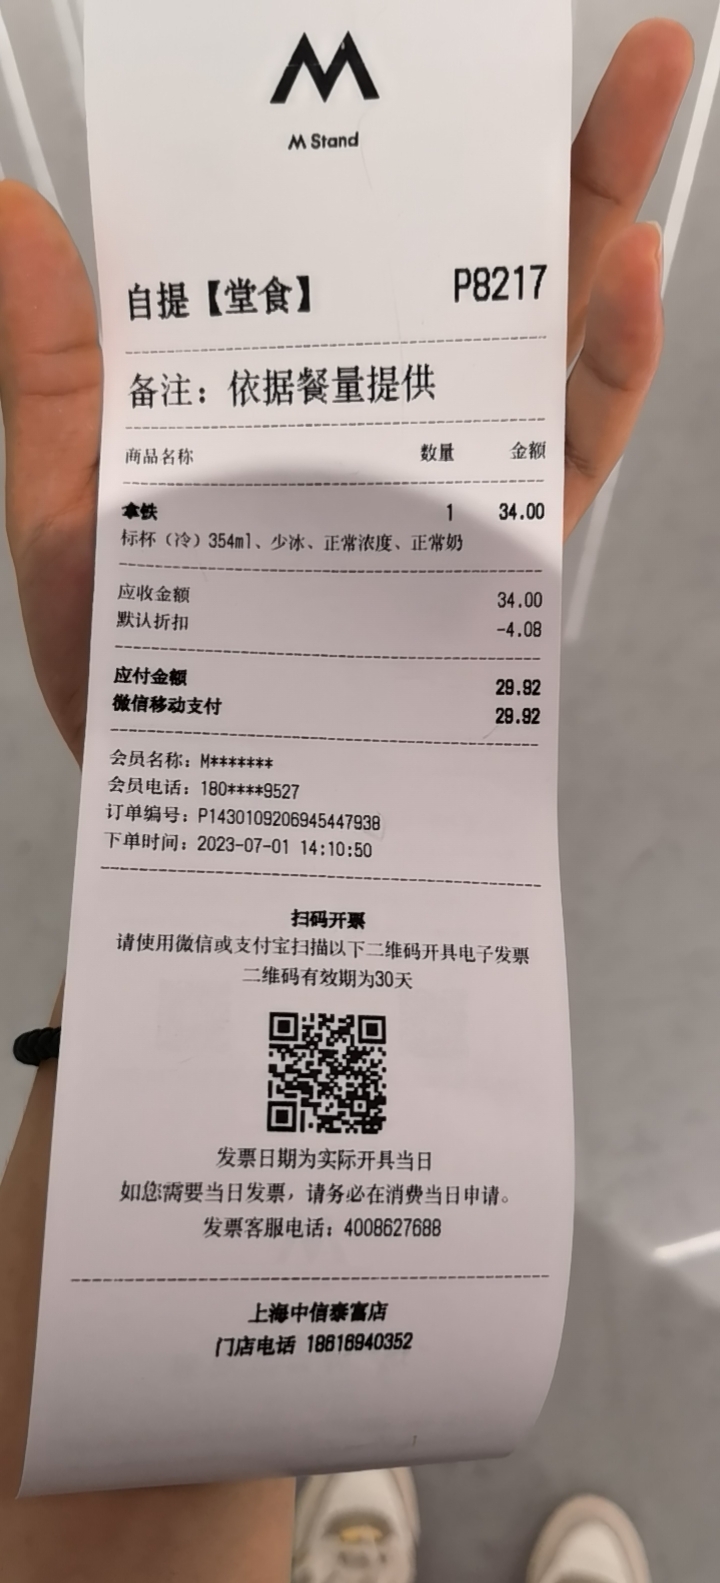 M Stand
自提【堂食】 P8217
备注：依据餐量提供
商品名称 数量 金额
拿铁 1 34.00
标杯（冷）354ml、少冰、正常浓度、正常奶
应收金额 34.00
默认折扣 -4.08
应付金额 29.92
微信移动支付 29.92
会员名称：M*******
会员电话：180****9527
订单编号：P1430109206945447938
下单时间：2023-07-01 14:10:50
扫码开票
请使用微信或支付宝扫描以下二维码开具电子发票
二维码有效期为30天
发票日期为实际开具当日
如您需要当日发票，请务必在消费当日申请。
发票客服电话：4008627688
上海中信泰富店
门店电话 18616940352